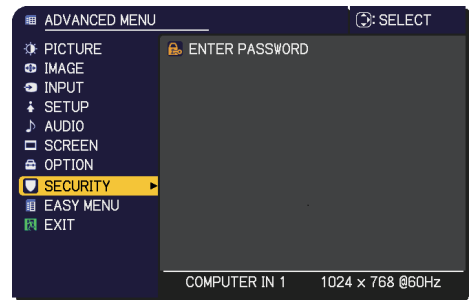 ADVANCED MENU
: SELECT
PICTURE
IMAGE
INPUT
SETUP
AUDIO
SCREEN
OPTION
SECURITY
EASY MENU
EXIT
ENTER PASSWORD
COMPUTER IN 1 1024 x 768 @60Hz